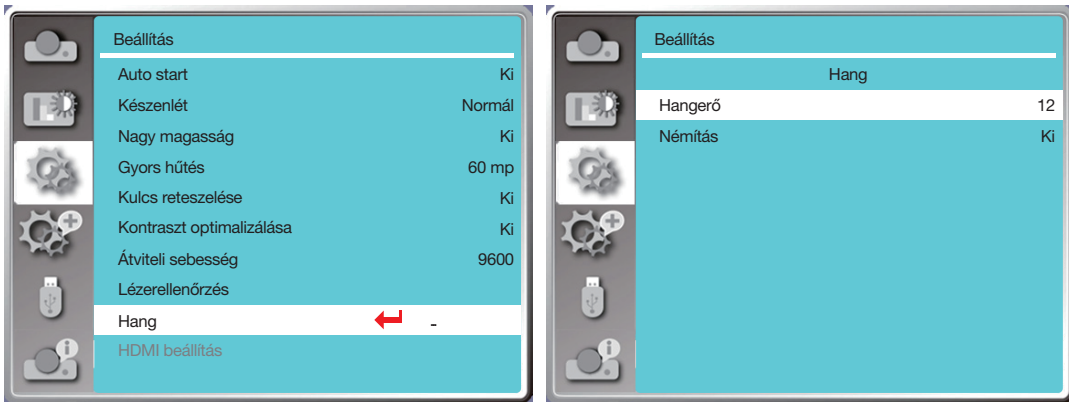 Beállítás
Auto start Ki
Készenlét Normál
Nagy magasság Ki
Gyors hűtés 60 mp
Kulcs reteszelése Ki
Kontraszt optimalizálása Ki
Átviteli sebesség 9600
Lézerellenőrzés
Hang -
HDMI beállítás
Beállítás
Hang
Hangerő 12
Némítás Ki